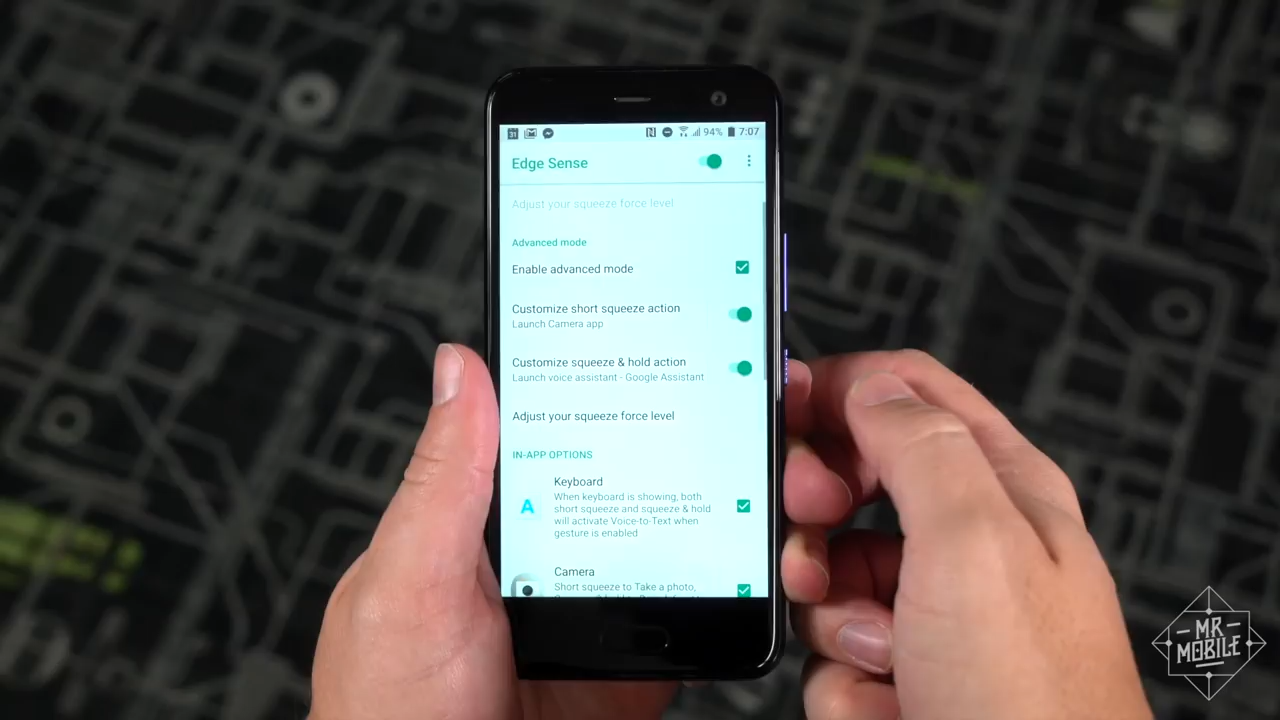 31
94% 7:07
Edge Sense
Adjust your squeeze force level
Advanced mode
Enable advanced mode
Customize short squeeze action
Launch Camera app
Customize squeeze & hold action
Launch voice assistant - Google Assistant
Adjust your squeeze force level
IN-APP OPTIONS
Keyboard
A
When keyboard is showing, both
short squeeze and squeeze & hold
will activate Voice-to-Text when
gesture is enabled
Camera
Short squeeze to Take a photo,
MR
MOBILE